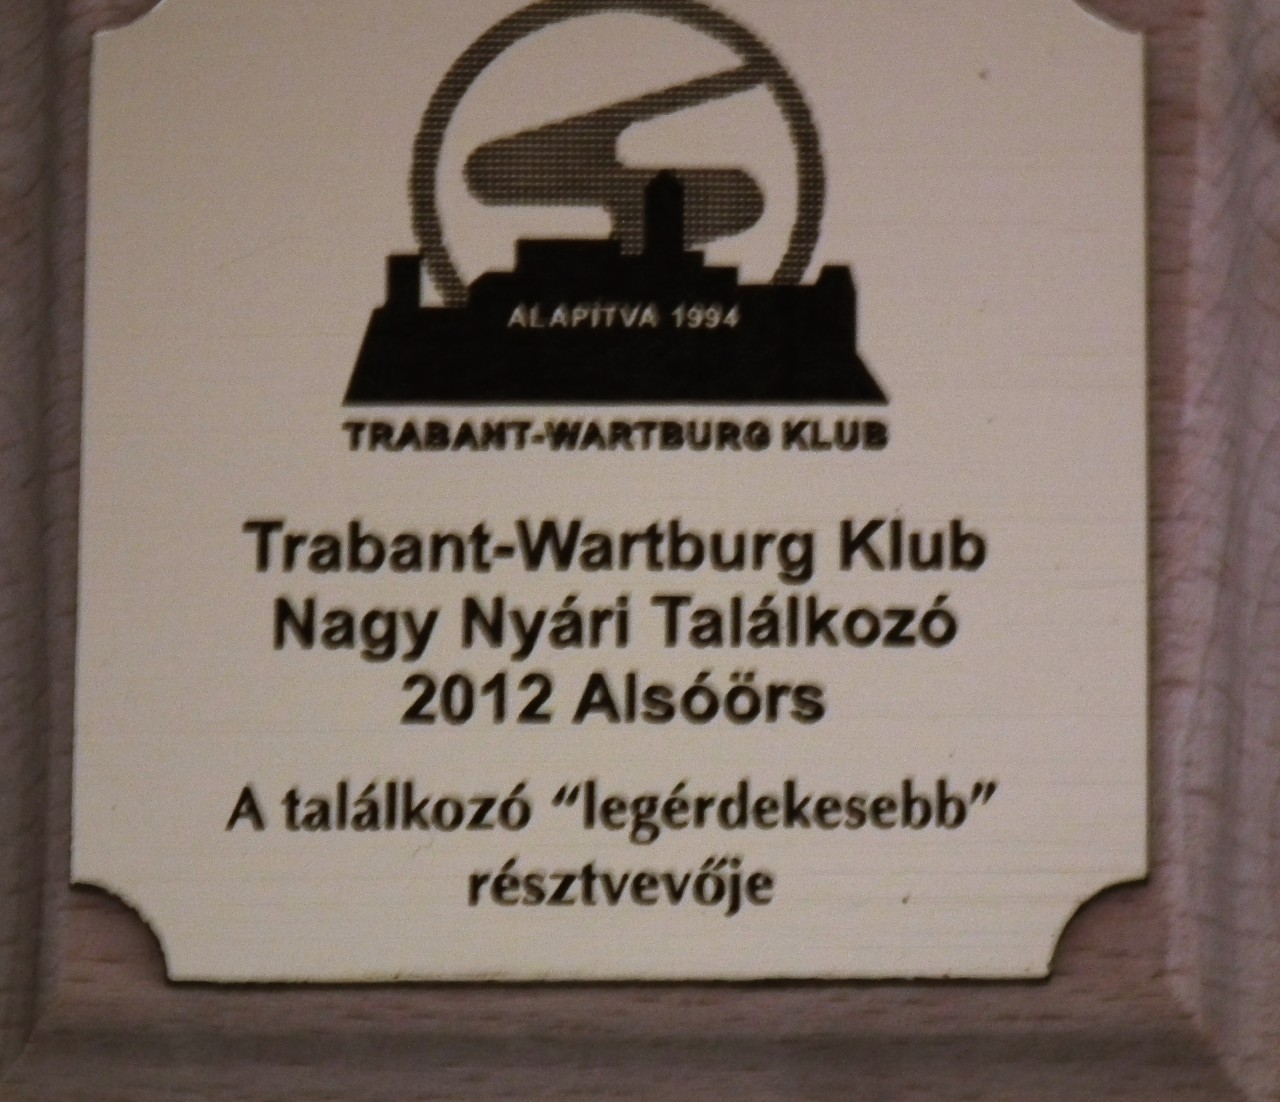 ALAPÍTVA 1994
TRABANT-WARTBURG KLUB
Trabant-Wartburg Klub
Nagy Nyári Találkozó
2012 Alsóörs
A találkozó “legérdekesebb”
résztvevője